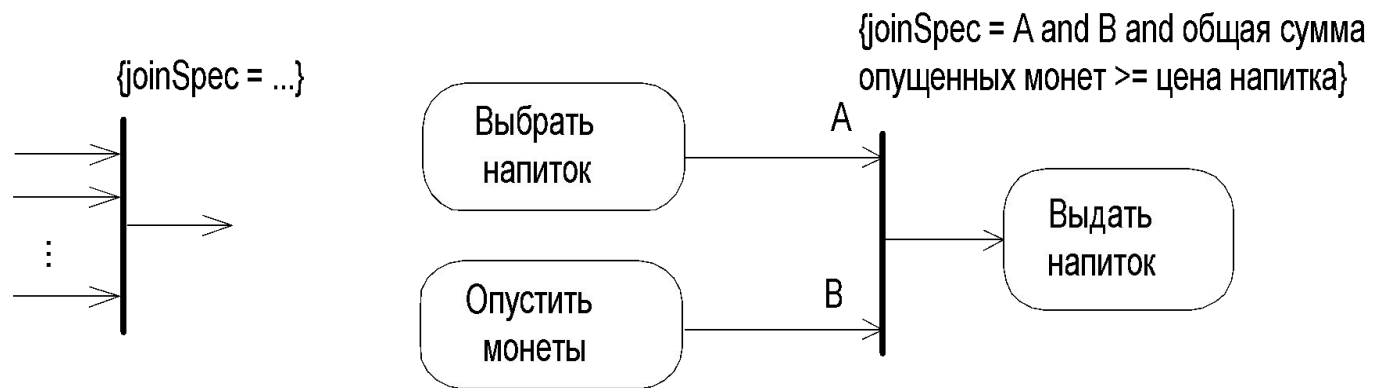 {joinSpec = ...}
{joinSpec = A and B and общая сумма
опущенных монет >= цена напитка}
Выбрать
напиток
A
Выдать
напиток
Опустить
монеты
B